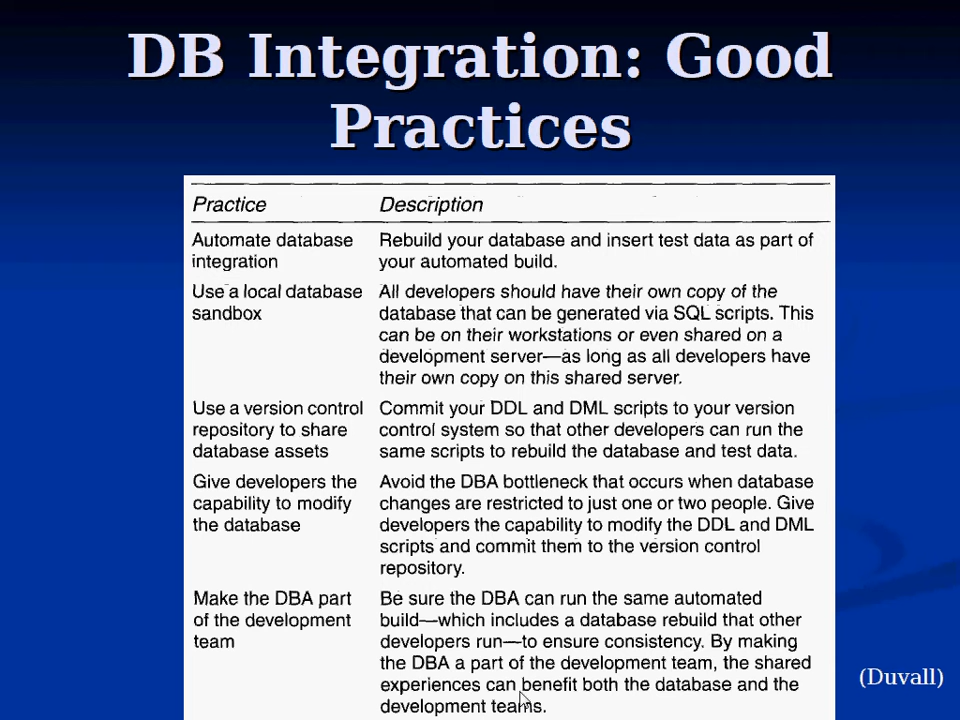 DB Integration: Good
Practices
Practice Description
Automate database Rebuild your database and insert test data as part of
integration your automated build.
Use a local database All developers should have their own copy of the
sandbox database that can be generated via SQL scripts. This
can be on their workstations or even shared on a
development server—as long as all developers have
their own copy on this shared server.
Use a version control Commit your DDL and DML scripts to your version
repository to share control system so that other developers can run the
database assets same scripts to rebuild the database and test data.
Give developers the Avoid the DBA bottleneck that occurs when database
capability to modify changes are restricted to just one or two people. Give
the database developers the capability to modify the DDL and DML
scripts and commit them to the version control
repository.
Make the DBA part Be sure the DBA can run the same automated
of the development build—which includes a database rebuild that other
team developers run—to ensure consistency. By making
the DBA a part of the development team, the shared
experiences can benefit both the database and the
development teams.
(Duvall)